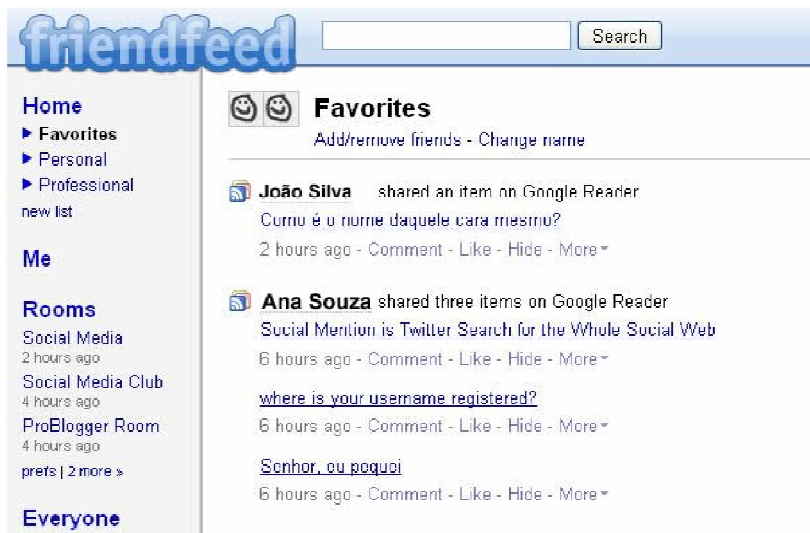 friendfeed
Search
Home
Favorites
Personal
Professional
new list
Me
Rooms
Social Media
2 hours ago
Social Media Club
4 hours ago
ProBlogger Room
4 hours ago
prefs | 2 more »
Everyone
Favorites
Add/remove friends - Change name
João Silva shared an item on Google Reader
Como é o nome daquele cara mesmo?
2 hours ago - Comment - Like - Hide - More
Ana Souza shared three items on Google Reader
Social Mention is Twitter Search for the Whole Social Web
6 hours ago - Comment - Like - Hide - More
where is your username registered?
6 hours ago - Comment - Like - Hide - More
Senhor, eu pequei
6 hours ago - Comment - Like - Hide - More